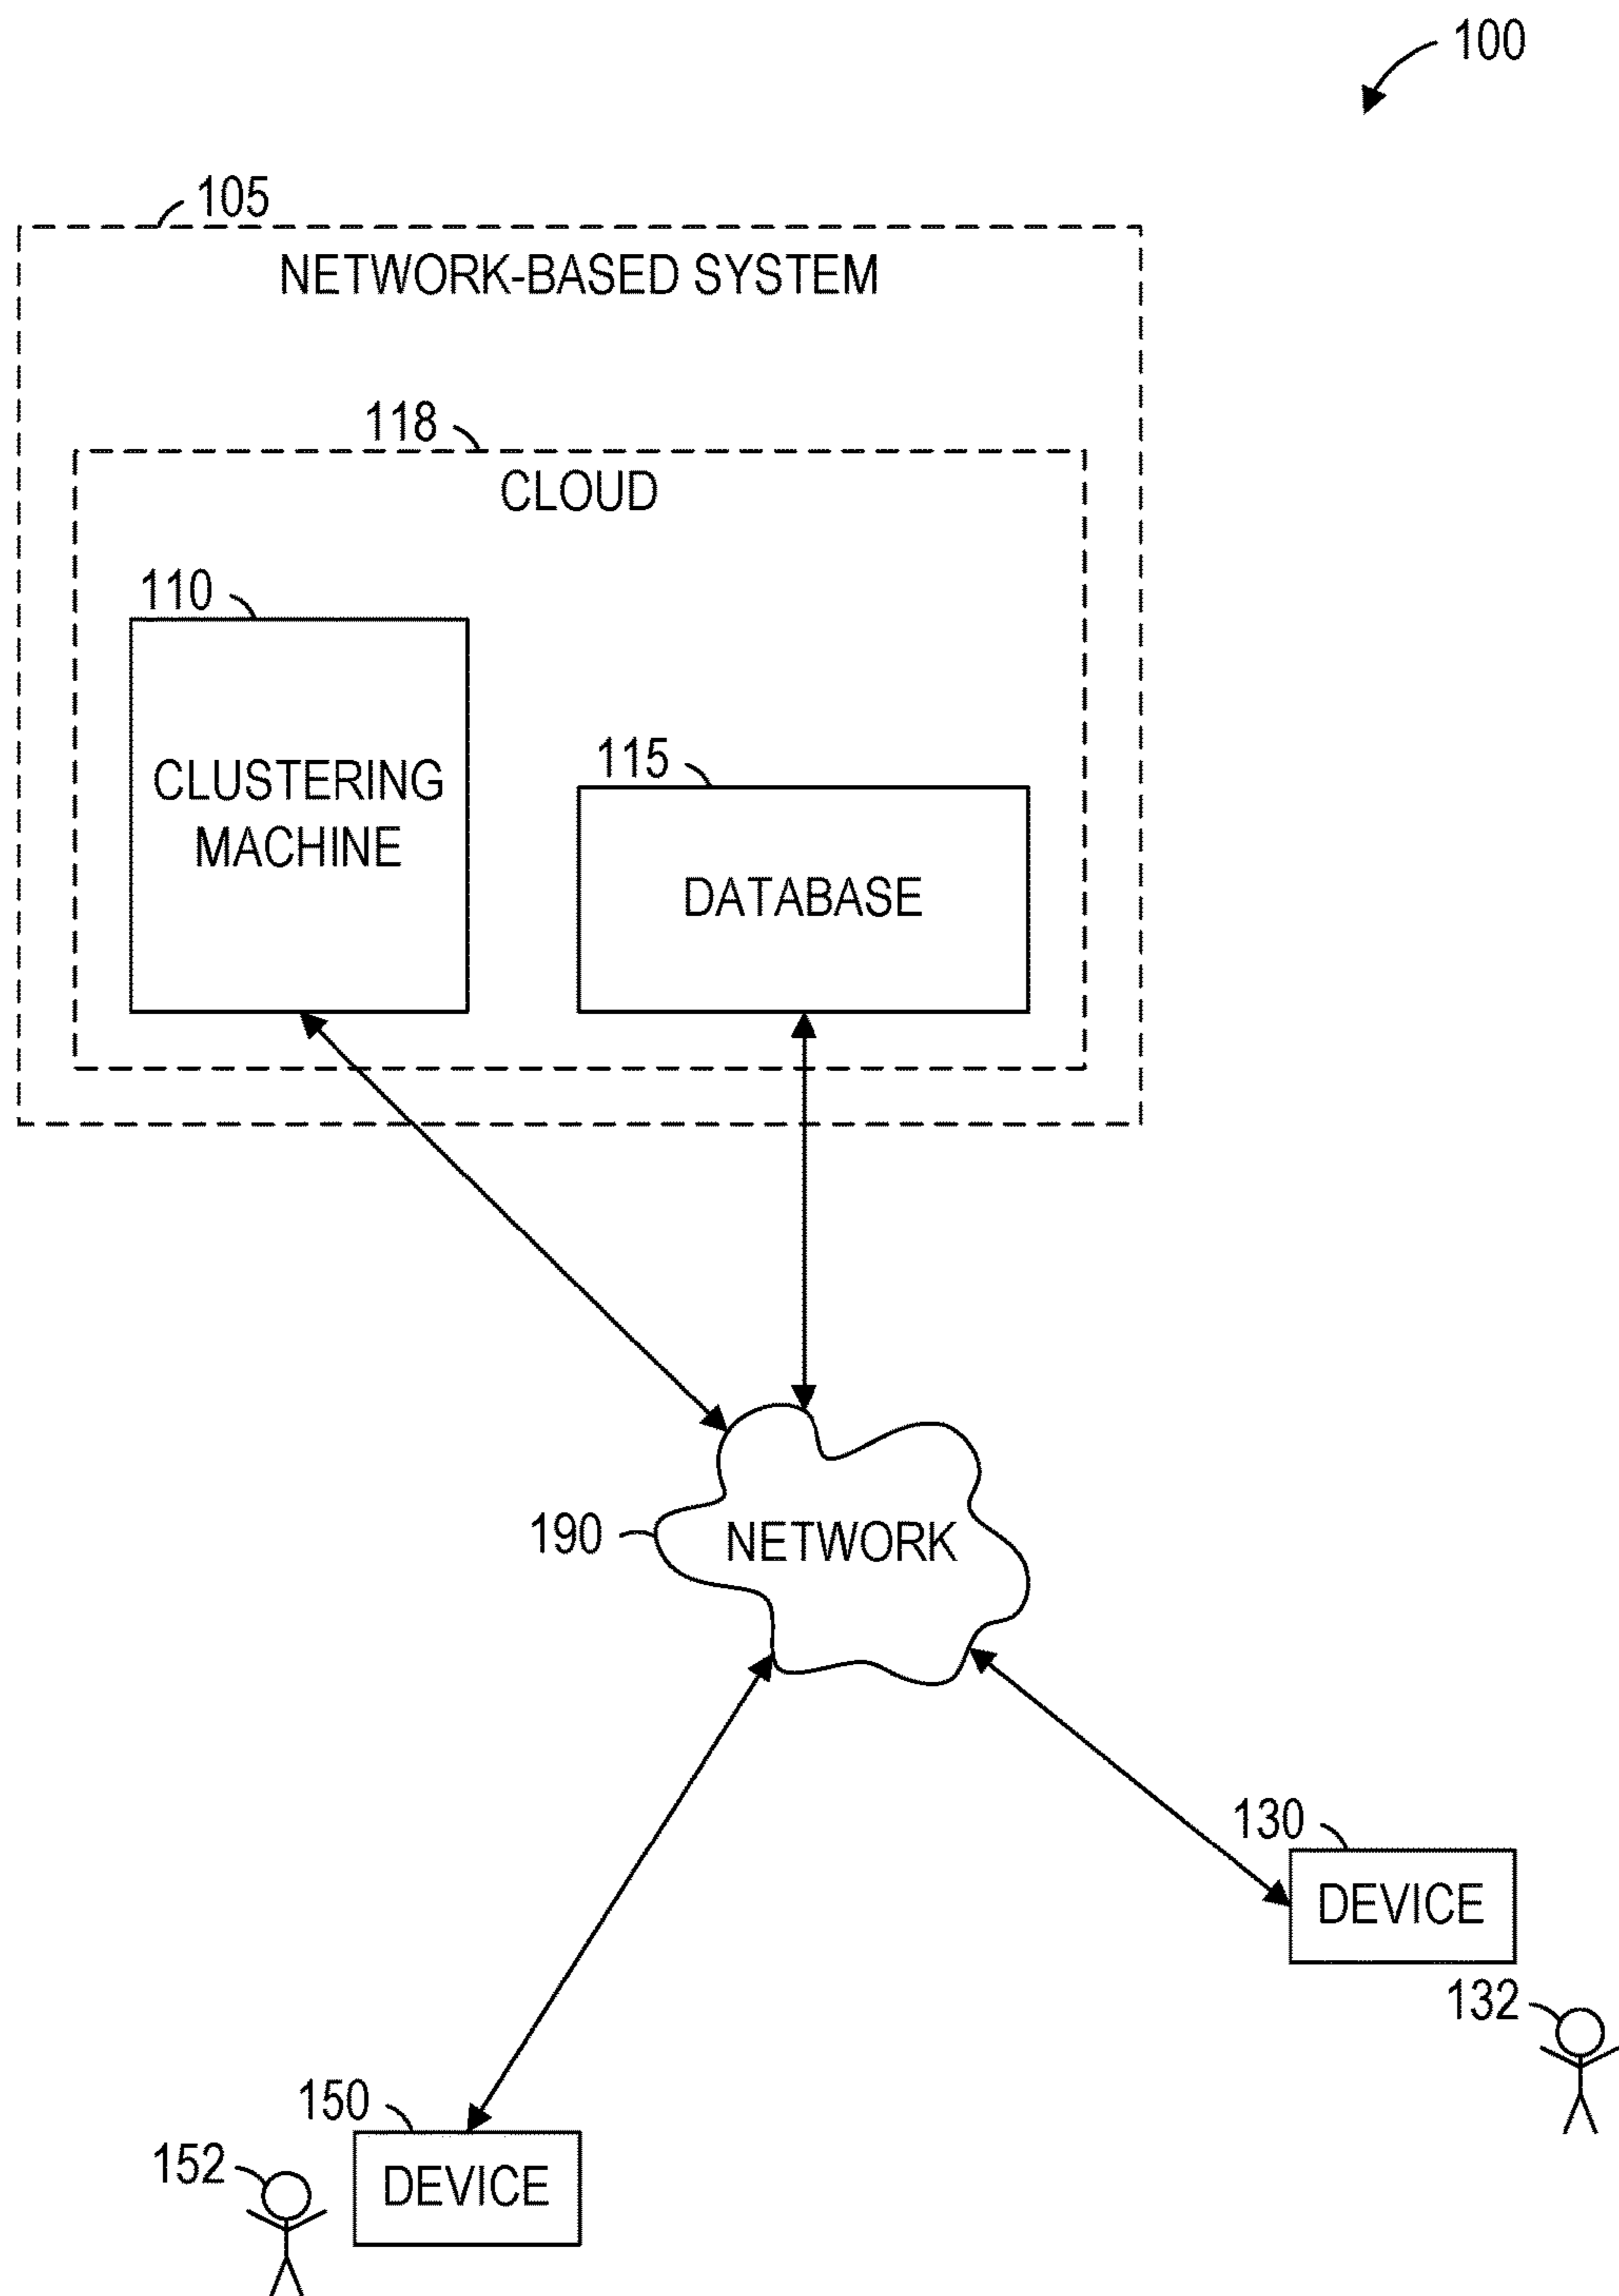 100
105
NETWORK-BASED SYSTEM
118
CLOUD
110
CLUSTERING
MACHINE
115
DATABASE
190
NETWORK
130
DEVICE
132
150
DEVICE
152